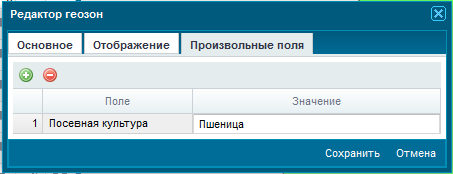 Редактор геозон
Основное Отображение Произвольные поля
Поле Значение
1 Посевная культура Пшеница
Сохранить Отмена